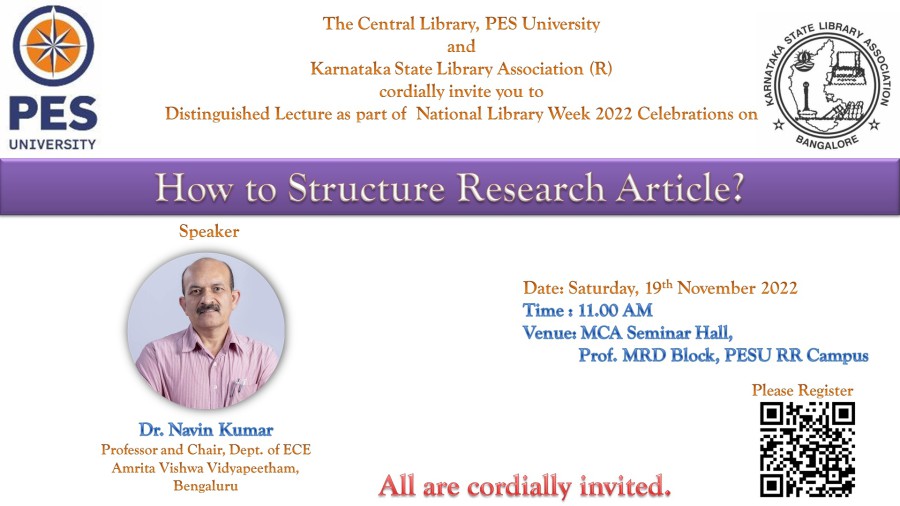 The Central Library, PES University
and
Karnataka State Library Association (R)
cordially invite you to
Distinguished Lecture as part of National Library Week 2022 Celebrations on
PES
UNIVERSITY
KARNATAKA STATE LIBRARY ASSOCIATION
BANGALORE
How to Structure Research Article?
Speaker
Dr. Navin Kumar
Professor and Chair, Dept. of ECE
Amrita Vishwa Vidyapeetham,
Bengaluru
Date: Saturday, 19th November 2022
Time : 11.00 AM
Venue: MCA Seminar Hall,
Prof. MRD Block, PESU RR Campus
Please Register
All are cordially invited.